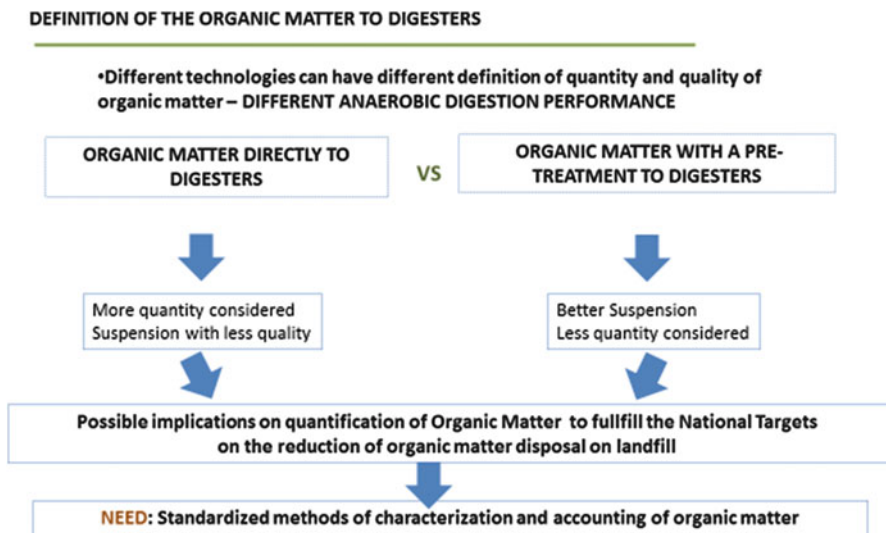 DEFINITION OF THE ORGANIC MATTER TO DIGESTERS
•Different technologies can have different definition of quantity and quality of
organic matter – DIFFERENT ANAEROBIC DIGESTION PERFORMANCE
ORGANIC MATTER DIRECTLY TO
DIGESTERS
VS
ORGANIC MATTER WITH A PRE-
TREATMENT TO DIGESTERS
More quantity considered
Suspension with less quality
Better Suspension
Less quantity considered
Possible implications on quantification of Organic Matter to fullfill the National Targets
on the reduction of organic matter disposal on landfill
NEED: Standardized methods of characterization and accounting of organic matter